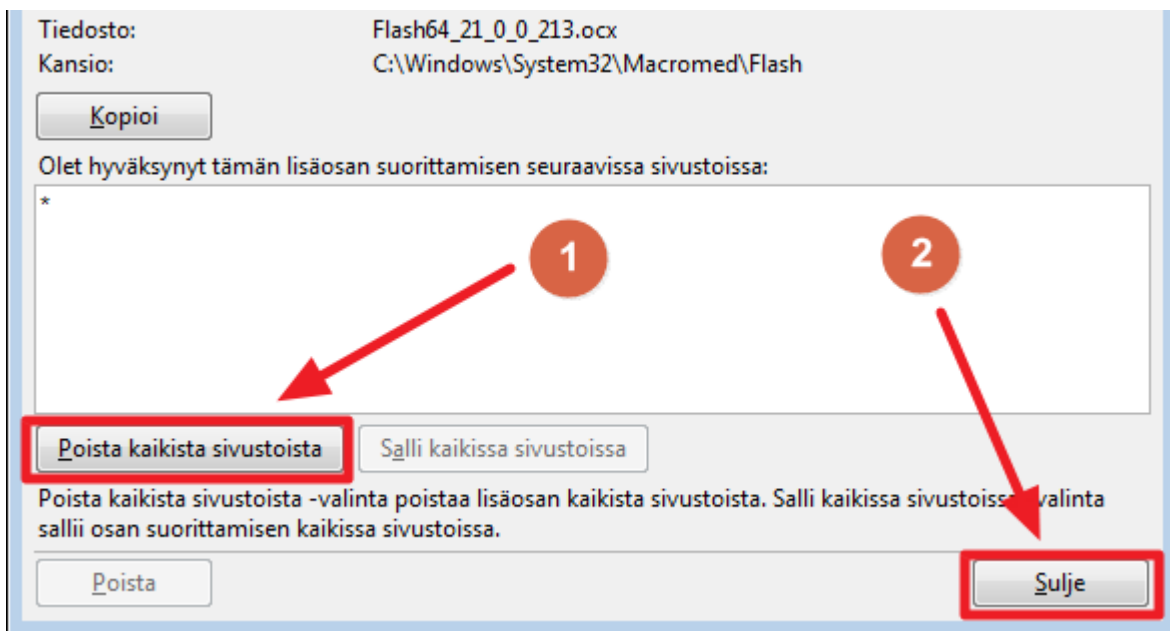 Tiedosto: Flash64_21_0_0_213.ocx
Kansio: C:\Windows\System32\Macromed\Flash
Kopioi
Olet hyväksynyt tämän lisäosan suorittamisen seuraavissa sivustoissa:
*
1
2
Poista kaikista sivustoista Salli kaikissa sivustoissa
Poista kaikista sivustoista -valinta poistaa lisäosan kaikista sivustoista. Salli kaikissa sivustoissa -valinta
sallii osan suorittamisen kaikissa sivustoissa.
Poista Sulje